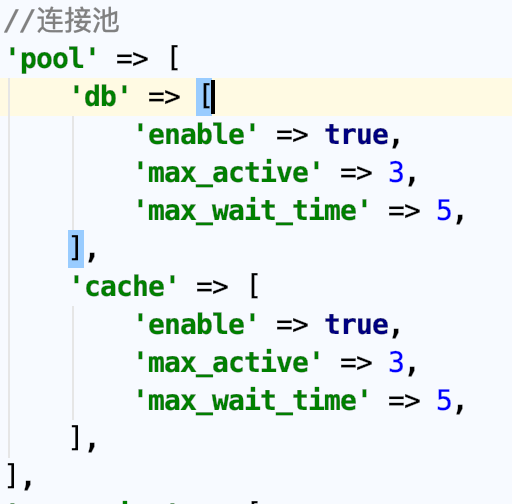 //连接池
'pool' => [
'db' => [
'enable' => true,
'max_active' => 3,
'max_wait_time' => 5,
],
'cache' => [
'enable' => true,
'max_active' => 3,
'max_wait_time' => 5,
],
],